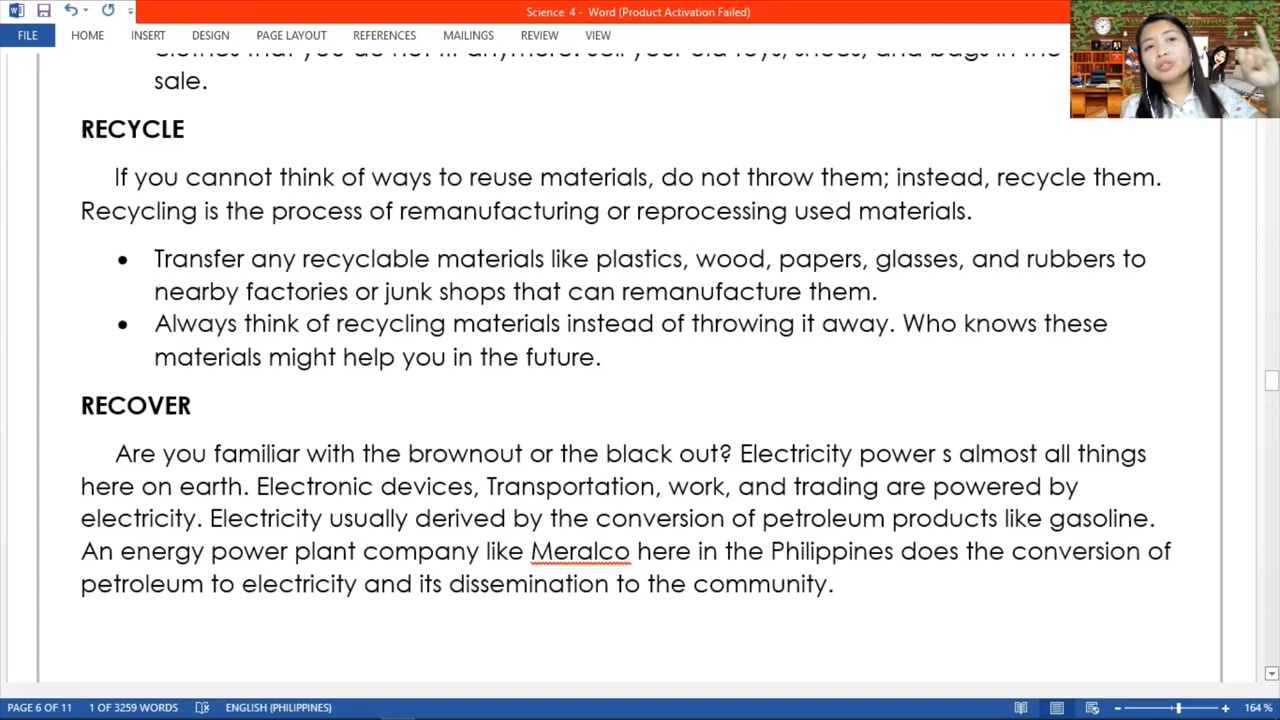 Science 4 - Word (Product Activation Failed)
FILE HOME INSERT DESIGN PAGE LAYOUT REFERENCES MAILINGS REVIEW VIEW
sale.
RECYCLE
If you cannot think of ways to reuse materials, do not throw them; instead, recycle them.
Recycling is the process of remanufacturing or reprocessing used materials.
• Transfer any recyclable materials like plastics, wood, papers, glasses, and rubbers to
nearby factories or junk shops that can remanufacture them.
• Always think of recycling materials instead of throwing it away. Who knows these
materials might help you in the future.
RECOVER
Are you familiar with the brownout or the black out? Electricity power s almost all things
here on earth. Electronic devices, Transportation, work, and trading are powered by
electricity. Electricity usually derived by the conversion of petroleum products like gasoline.
An energy power plant company like Meralco here in the Philippines does the conversion of
petroleum to electricity and its dissemination to the community.
PAGE 6 OF 11 1 OF 3259 WORDS ENGLISH (PHILIPPINES) 164 %